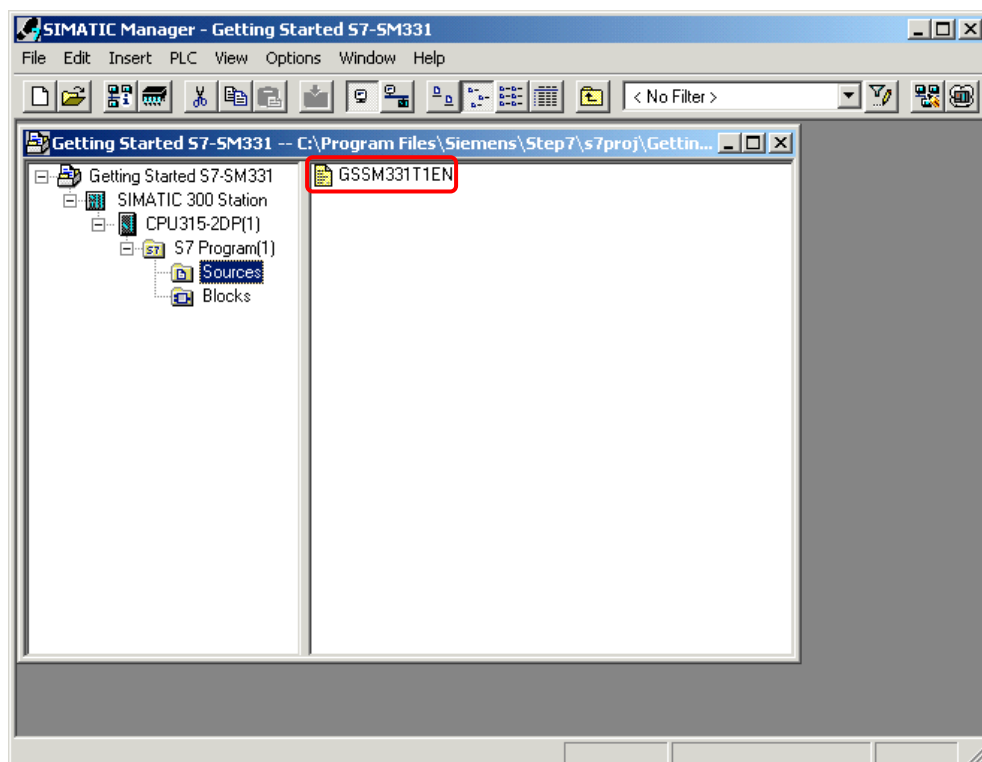 SIMATIC Manager - Getting Started S7-SM331
File Edit Insert PLC View Options Window Help
< No Filter >
Getting Started S7-SM331 -- C:\Program Files\Siemens\Step7\s7proj\Gettin...
Getting Started S7-SM331
GSSM331T1EN
SIMATIC 300 Station
CPU315-2DP(1)
S7 Program(1)
Sources
Blocks